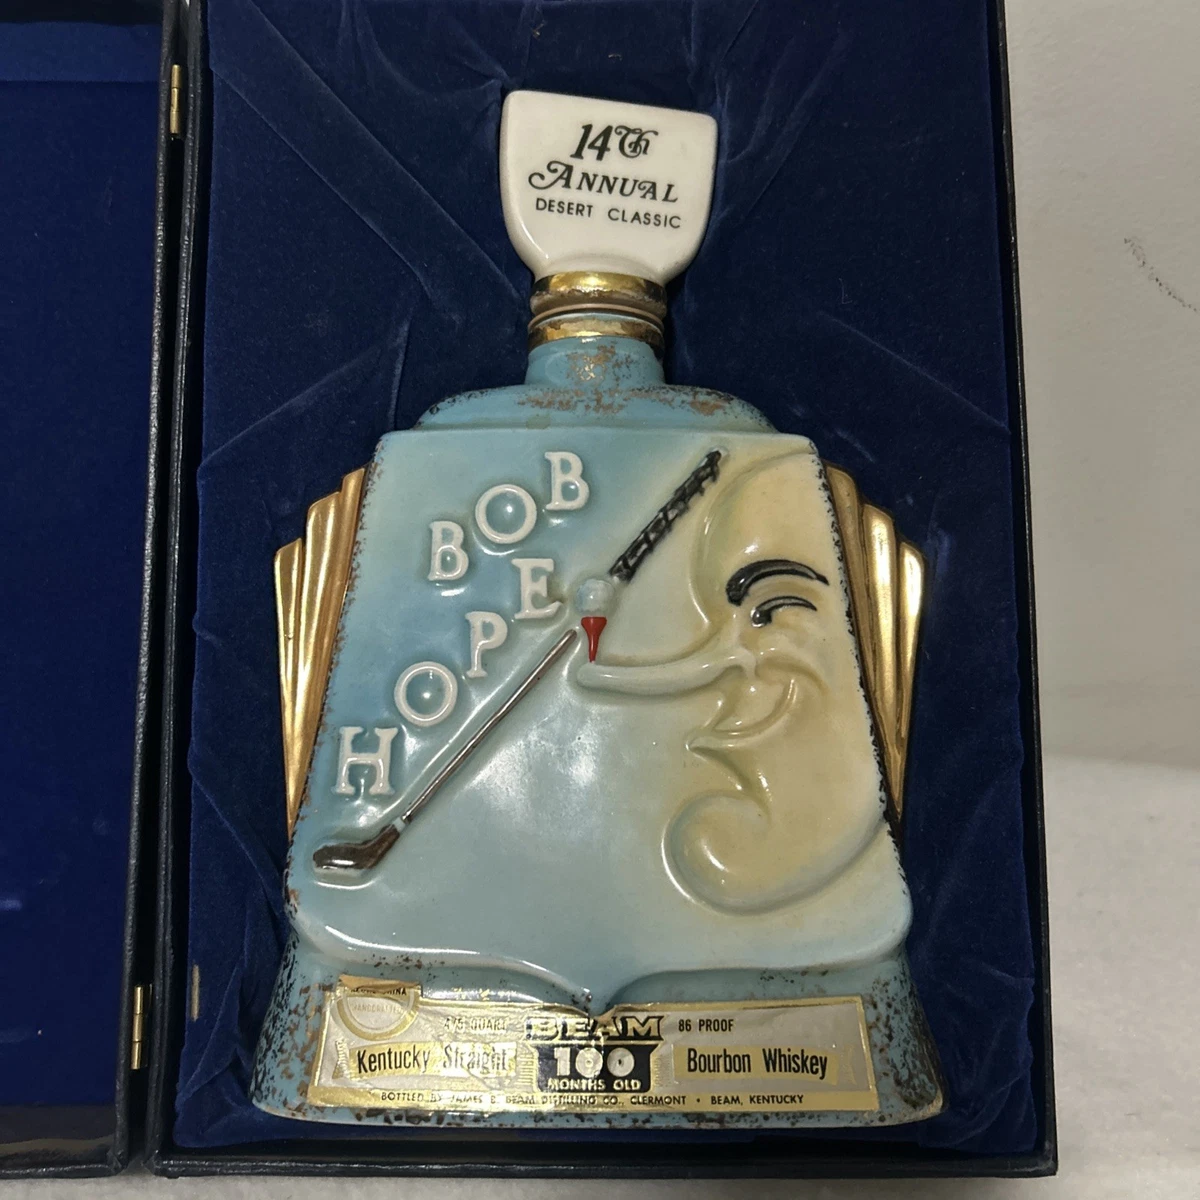 14Th
ANNUAL
DESERT CLASSIC
BOB
HOPE
CHINA
4/5 QUART BEAM 86 PROOF
Kentucky Straight 100 Bourbon Whiskey
MONTHS OLD
BOTTLED BY JAMES B. BEAM DISTILLING CO., CLERMONT • BEAM, KENTUCKY